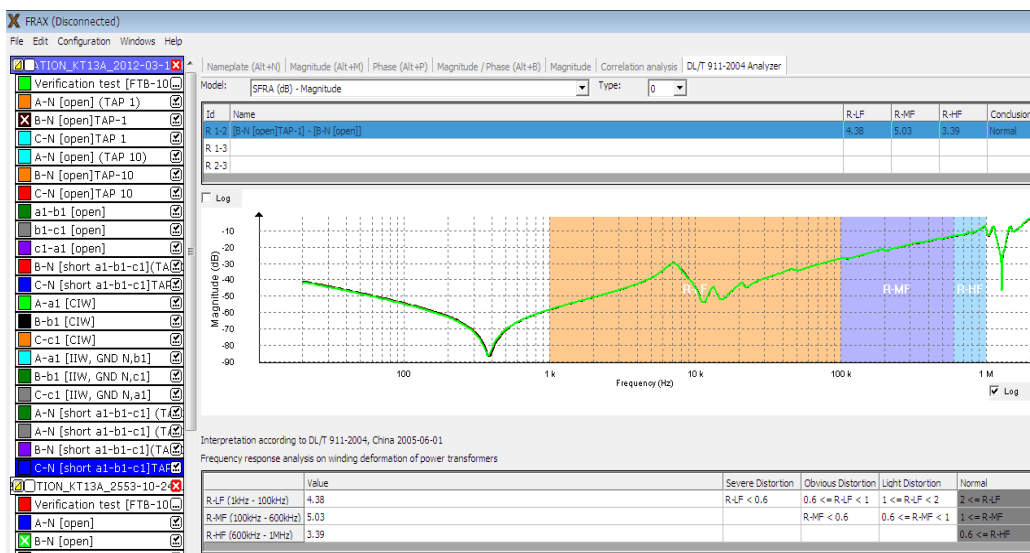 FRAX (Disconnected)
File Edit Configuration Windows Help
ATION_KT13A_2012-03-1
Verification test [FTB-10
A-N [open] (TAP 1)
B-N [open]TAP-1
C-N [open]TAP 1
A-N [open] (TAP 10)
B-N [open]TAP-10
C-N [open]TAP 10
a1-b1 [open]
b1-c1 [open]
c1-a1 [open]
B-N [short a1-b1-c1](TA
C-N [short a1-b1-c1]TAP
A-a1 [CIW]
B-b1 [CIW]
C-c1 [CIW]
A-a1 [IIW, GND N,b1]
B-b1 [IIW, GND N,c1]
C-c1 [IIW, GND N,a1]
A-N [short a1-b1-c1] (TA
A-N [short a1-b1-c1] (TA
B-N [short a1-b1-c1](TA
C-N [short a1-b1-c1]TAP
TION_KT13A_2553-10-24
Verification test [FTB-10
A-N [open]
B-N [open]
Nameplate (Alt+N) Magnitude (Alt+M) Phase (Alt+P) Magnitude / Phase (Alt+B) Magnitude Correlation analysis DL/T 911-2004 Analyzer
Model: SFRA (dB) - Magnitude Type: 0
Id Name R-LF R-MF R-HF Conclusion
R 1-2 [B-N [open]TAP-1] - [B-N [open]] 4.38 5.03 3.39 Normal
R 1-3
R 2-3
Log
Magnitude (dB)
-10
-20
-30
-40
-50
-60
-70
-80
-90
R-MF R-HF
100 1 k 10 k 100 k 1 M
Frequency (Hz)
Log
Interpretation according to DL/T 911-2004, China 2005-06-01
Frequency response analysis on winding deformation of power transformers
Value Severe Distortion Obvious Distortion Light Distortion Normal
R-LF (1kHz - 100kHz) 4.38 R-LF < 0.6 0.6 <= R-LF < 1 1 <= R-LF < 2 2 <= R-LF
R-MF (100kHz - 600kHz) 5.03 R-MF < 0.6 0.6 <= R-MF < 1 1 <= R-MF
R-HF (600kHz - 1MHz) 3.39 0.6 <= R-HF